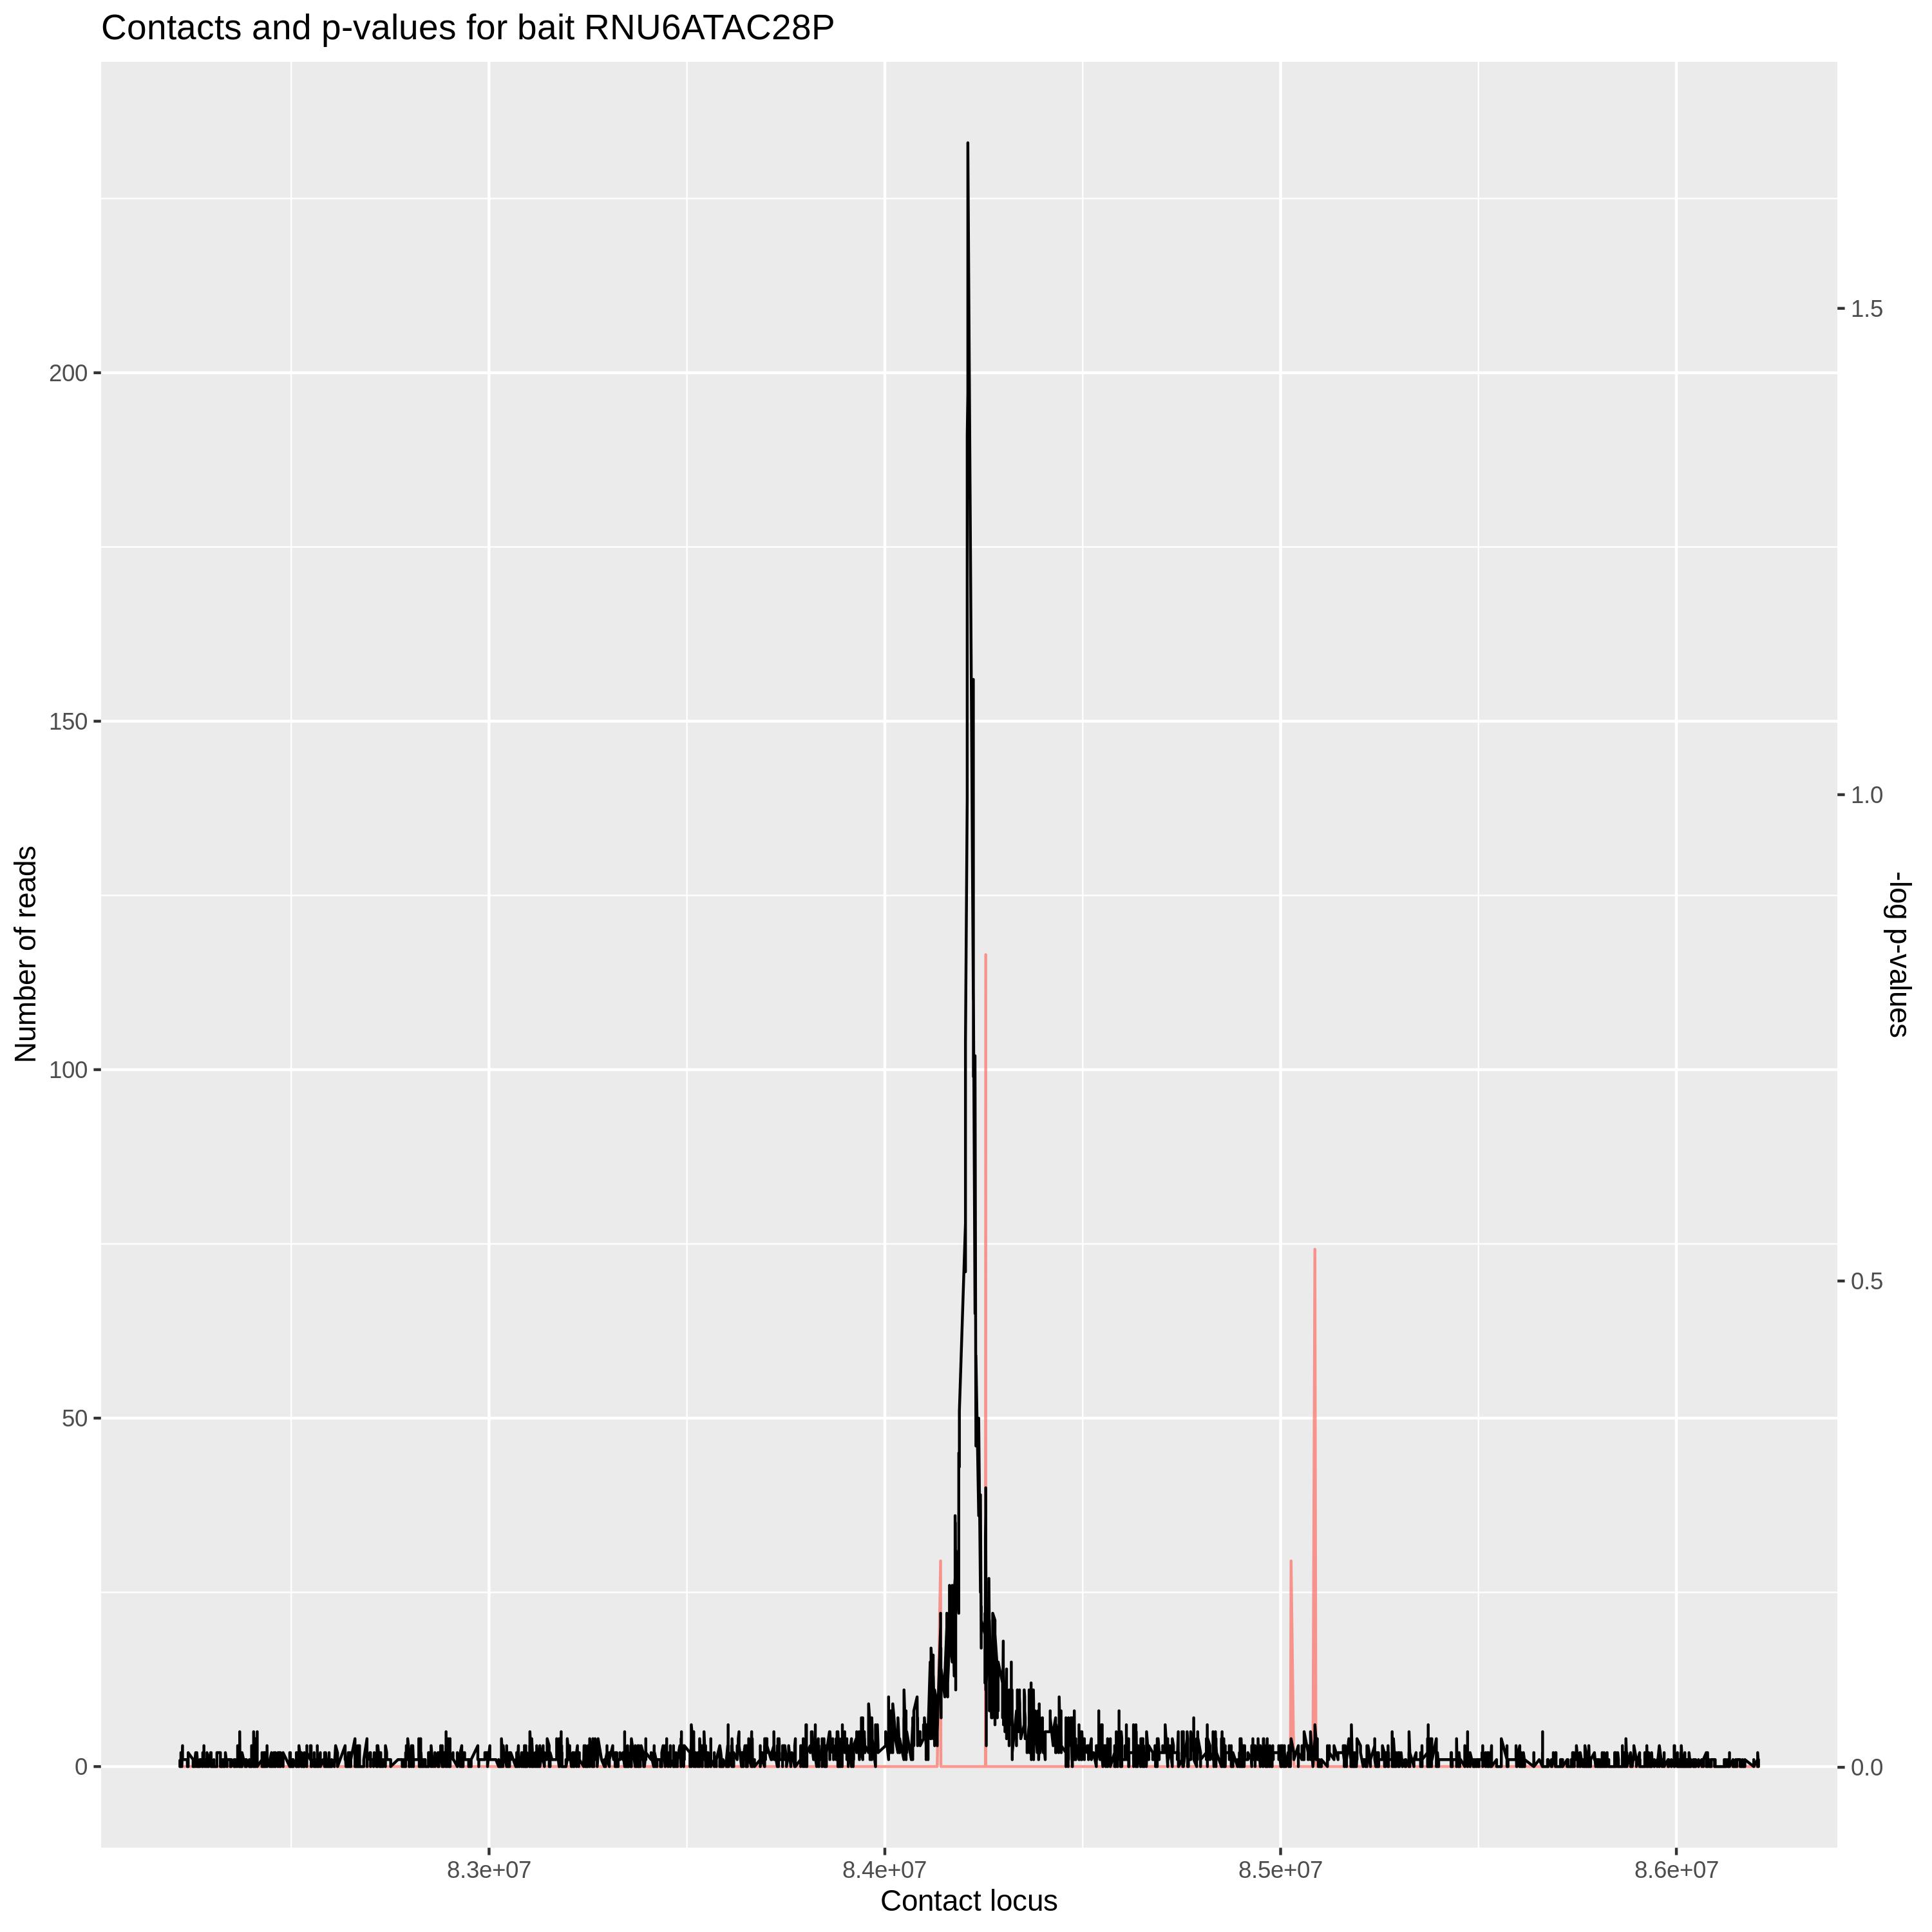 Contacts and p-values for bait RNU6ATAC28P
Number of reads
200
150
100
50
0
1.5
1.0
0.5
0.0
-log p-values
8.3e+07 8.4e+07 8.5e+07 8.6e+07
Contact locus